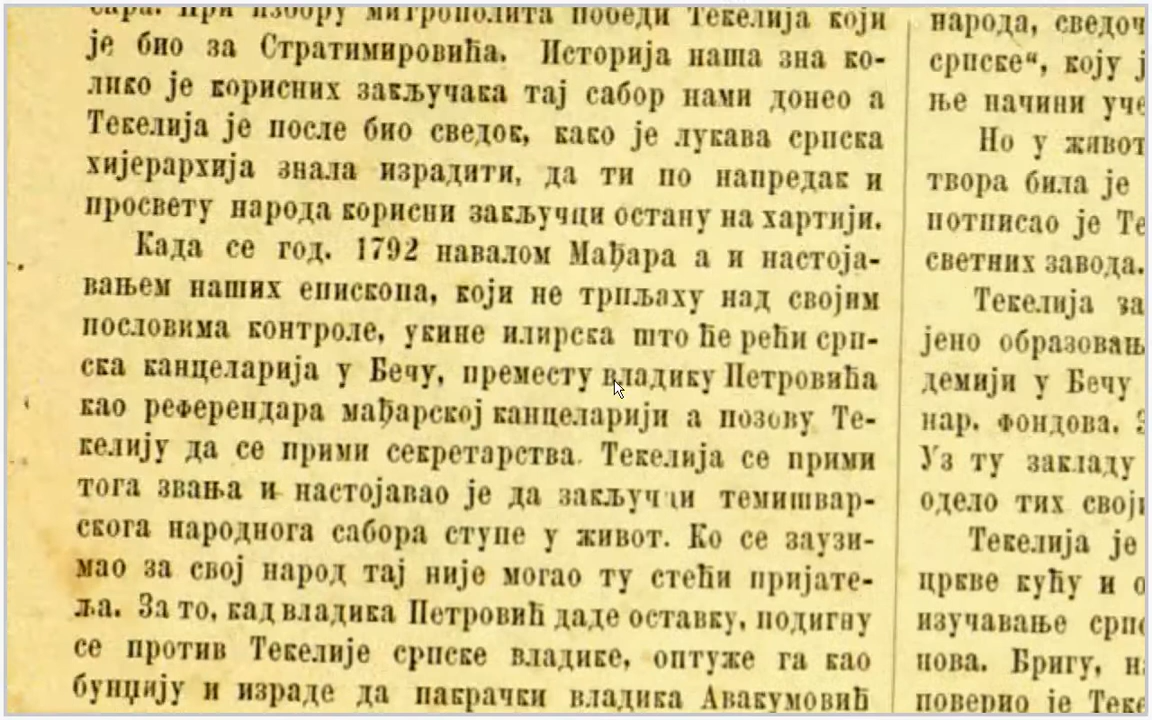 сара. При избору митрополита победи Текелија који
је био за Стратимировића. Историја наша зна ко-
лико је корисних закључака тај сабор нами донео а
Текелија је после био сведок, како је лукава српска
хијерархија знала израдити, да ти по напредак и
просвету народа корисни закључци остану на хартији.
Када се год. 1792 навалом Мађара а и настоја-
вањем наших епископа, који не трпљаху над својим
пословима контроле, укине илирска што ће рећи срп-
ска канцеларија у Бечу, преместу владику Петровића
као референдара мађарској канцеларији а позову Те-
келију да се прими секретарства. Текелија се прими
тога звања и настојавао је да закључци темишвар-
скога народнога сабора ступе у живот. Ко се заузи-
мао за свој народ тај није могао ту стећи пријате-
ља. За то, кад владика Петровић даде оставку, подигну
се против Текелије српске владике, оптуже га као
бунџију и израде да пакрачки владика Авакумовић
народа, сведоч
српске“, коју ј
ње начини уче
Но у живот
твора била је
потписао је Те
светних завода.
Текелија за
јено образовањ
демији у Бечу
нар. фондова.
Уз ту закладу
одело тих своји
Текелија је
цркве кућу и о
изучавање срп
нова. Бригу, н
поверио је Теке